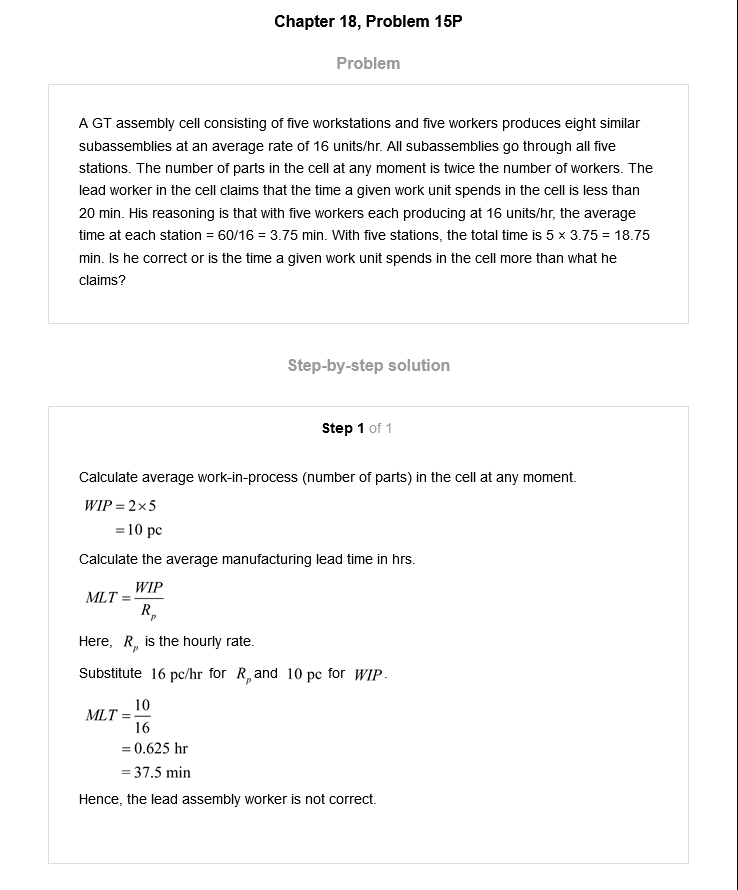 Chapter 18, Problem 15P
Problem
A GT assembly cell consisting of five workstations and five workers produces eight similar
subassemblies at an average rate of 16 units/hr. All subassemblies go through all five
stations. The number of parts in the cell at any moment is twice the number of workers. The
lead worker in the cell claims that the time a given work unit spends in the cell is less than
20 min. His reasoning is that with five workers each producing at 16 units/hr, the average
time at each station = 60/16 = 3.75 min. With five stations, the total time is 5 × 3.75 = 18.75
min. Is he correct or is the time a given work unit spends in the cell more than what he
claims?
Step-by-step solution
Step 1 of 1
Calculate average work-in-process (number of parts) in the cell at any moment.
WIP = 2×5
= 10 pc
Calculate the average manufacturing lead time in hrs.
MLT = WIP / R_p
Here, R_p is the hourly rate.
Substitute 16 pc/hr for R_p and 10 pc for WIP.
MLT = 10 / 16
= 0.625 hr
= 37.5 min
Hence, the lead assembly worker is not correct.